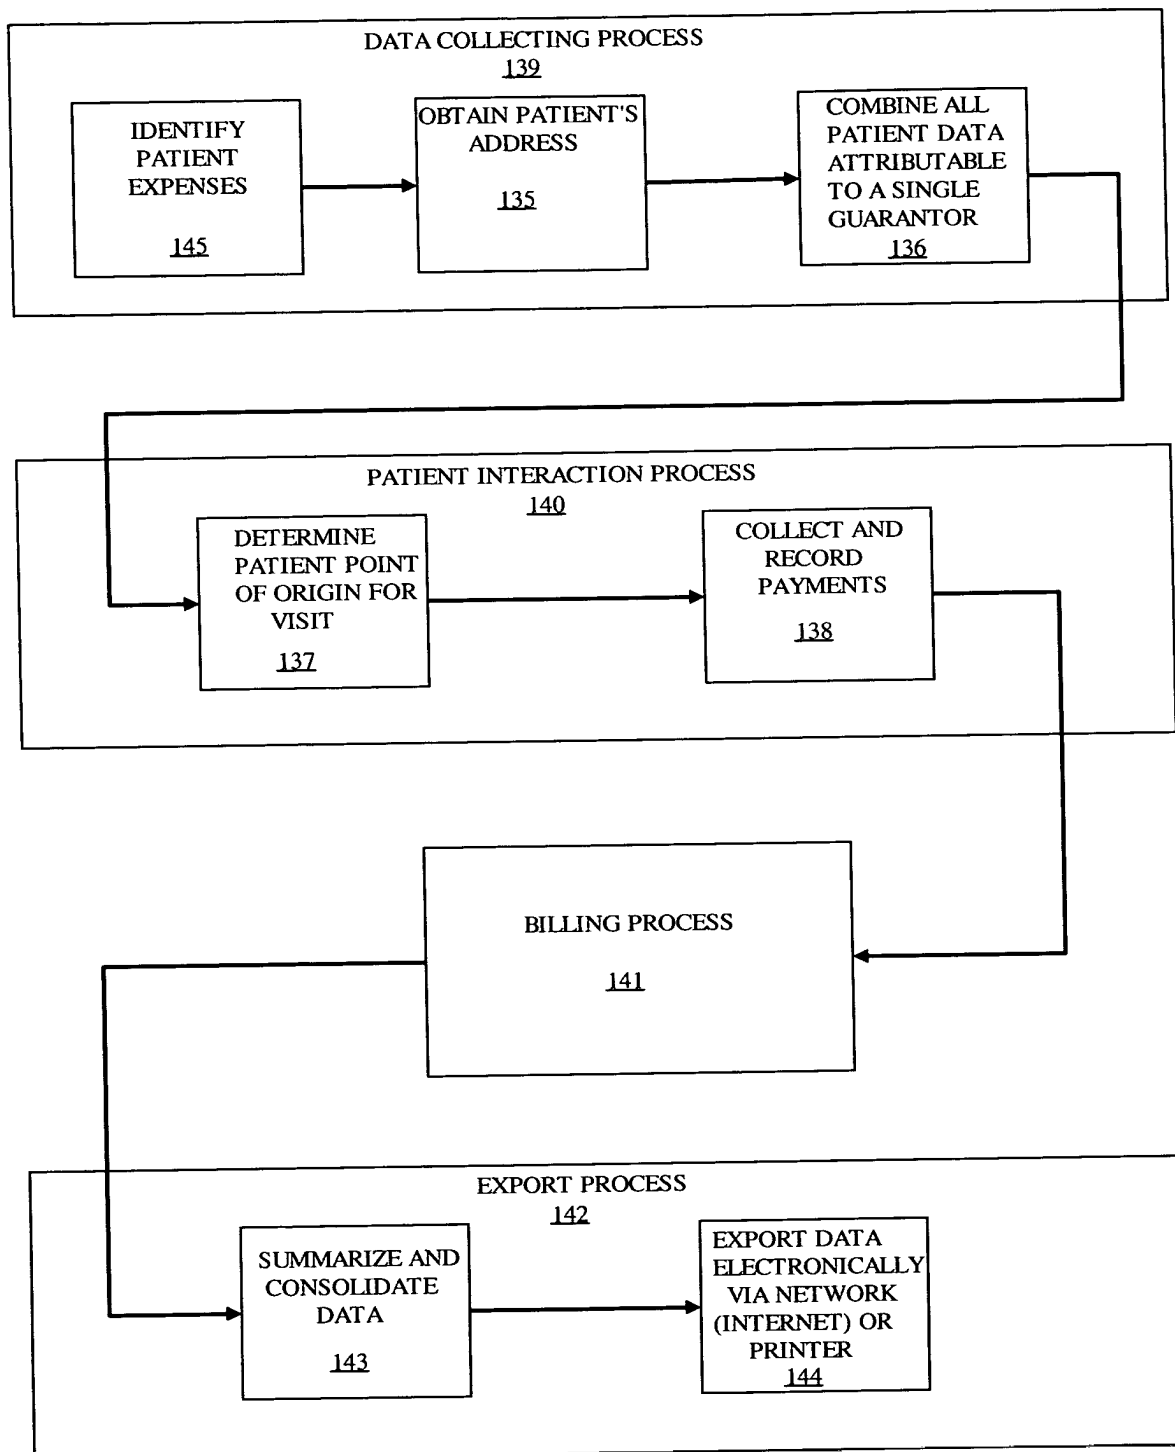 DATA COLLECTING PROCESS
139
IDENTIFY
PATIENT
EXPENSES
145
OBTAIN PATIENT'S
ADDRESS
135
COMBINE ALL
PATIENT DATA
ATTRIBUTABLE
TO A SINGLE
GUARANTOR
136
PATIENT INTERACTION PROCESS
140
DETERMINE
PATIENT POINT
OF ORIGIN FOR
VISIT
137
COLLECT AND
RECORD
PAYMENTS
138
BILLING PROCESS
141
EXPORT PROCESS
142
SUMMARIZE AND
CONSOLIDATE
DATA
143
EXPORT DATA
ELECTRONICALLY
VIA NETWORK
(INTERNET) OR
PRINTER
144